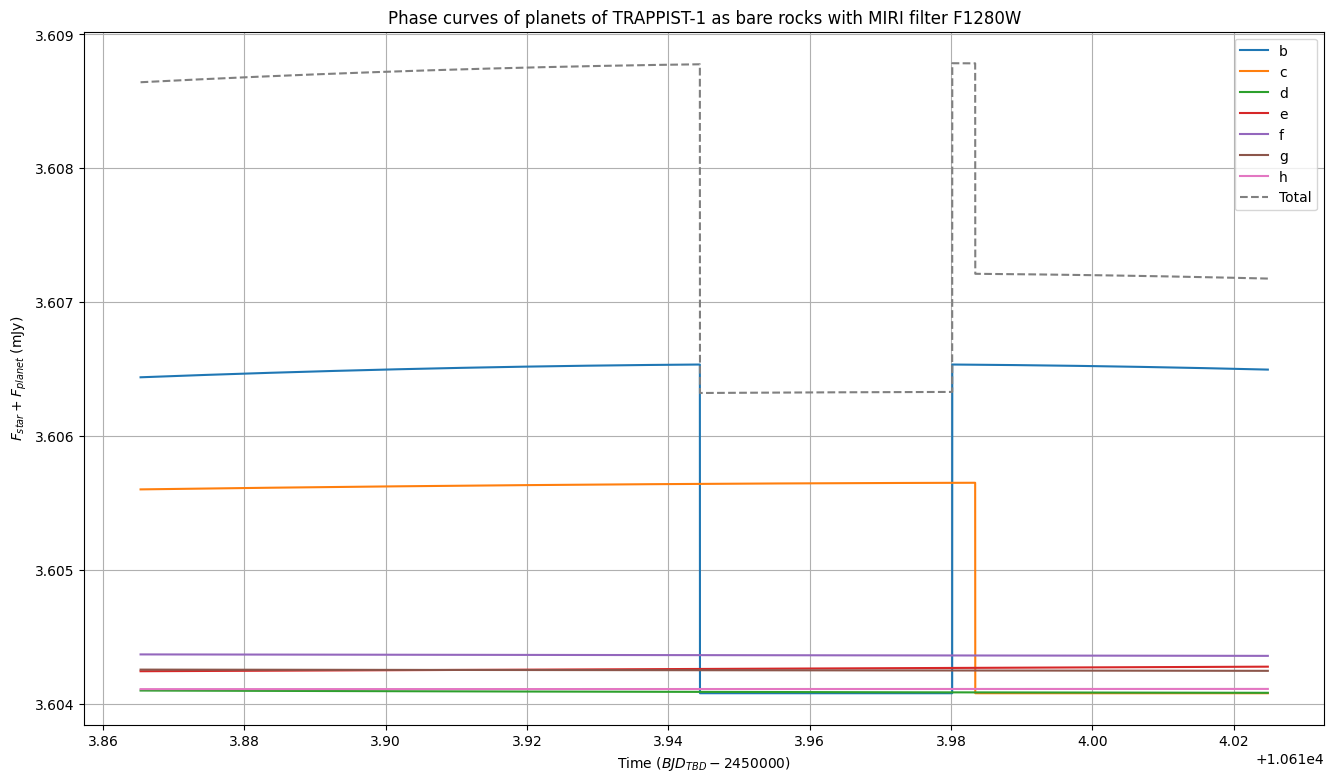 Phase curves of planets of TRAPPIST-1 as bare rocks with MIRI filter F1280W
3.609
3.608
3.607
3.606
3.605
3.604
F_{star} + F_{planet} (mJy)
b
c
d
e
f
g
h
Total
3.86 3.88 3.90 3.92 3.94 3.96 3.98 4.00 4.02
+1.061e4
Time (BJD_{TBD} − 2450000)